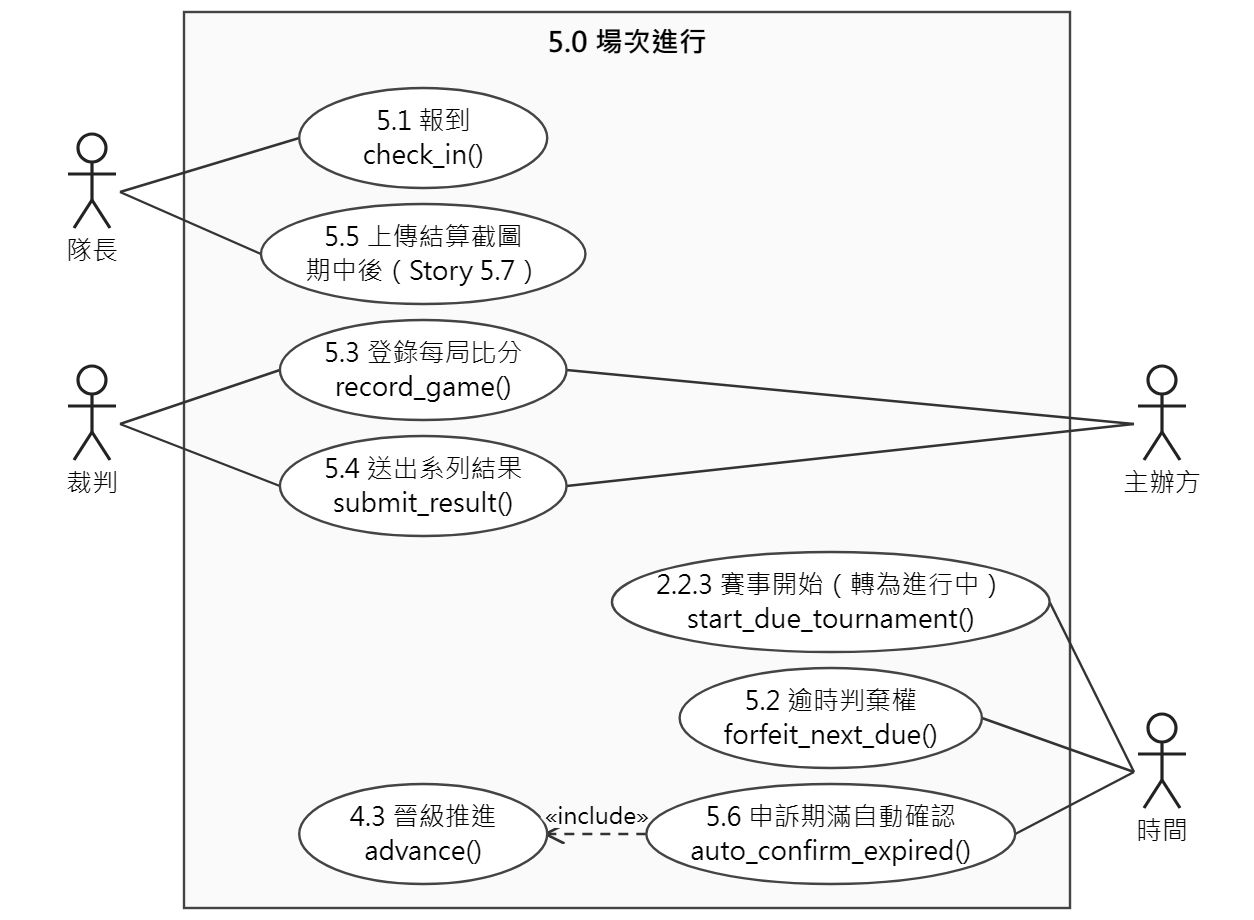 5.0 場次進行
5.1 報到
check_in()
隊長
5.5 上傳結算截圖
期中後（Story 5.7）
5.3 登錄每局比分
record_game()
裁判
主辦方
5.4 送出系列結果
submit_result()
2.2.3 賽事開始（轉為進行中）
start_due_tournament()
5.2 逾時判棄權
forfeit_next_due()
時間
4.3 晉級推進
advance()
«include»
5.6 申訴期滿自動確認
auto_confirm_expired()